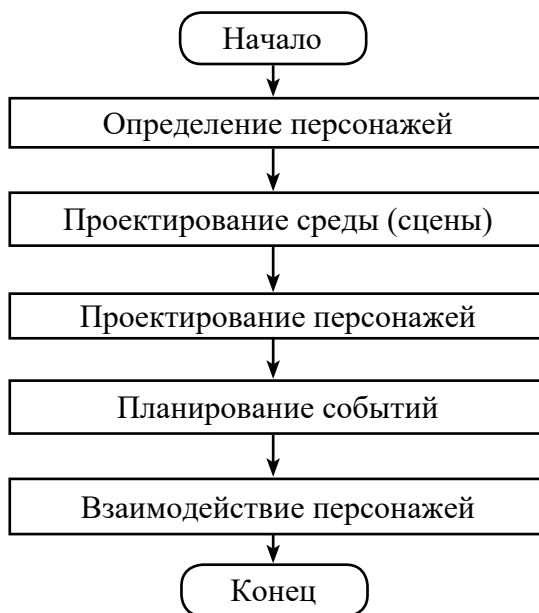 Начало
Определение персонажей
Проектирование среды (сцены)
Проектирование персонажей
Планирование событий
Взаимодействие персонажей
Конец